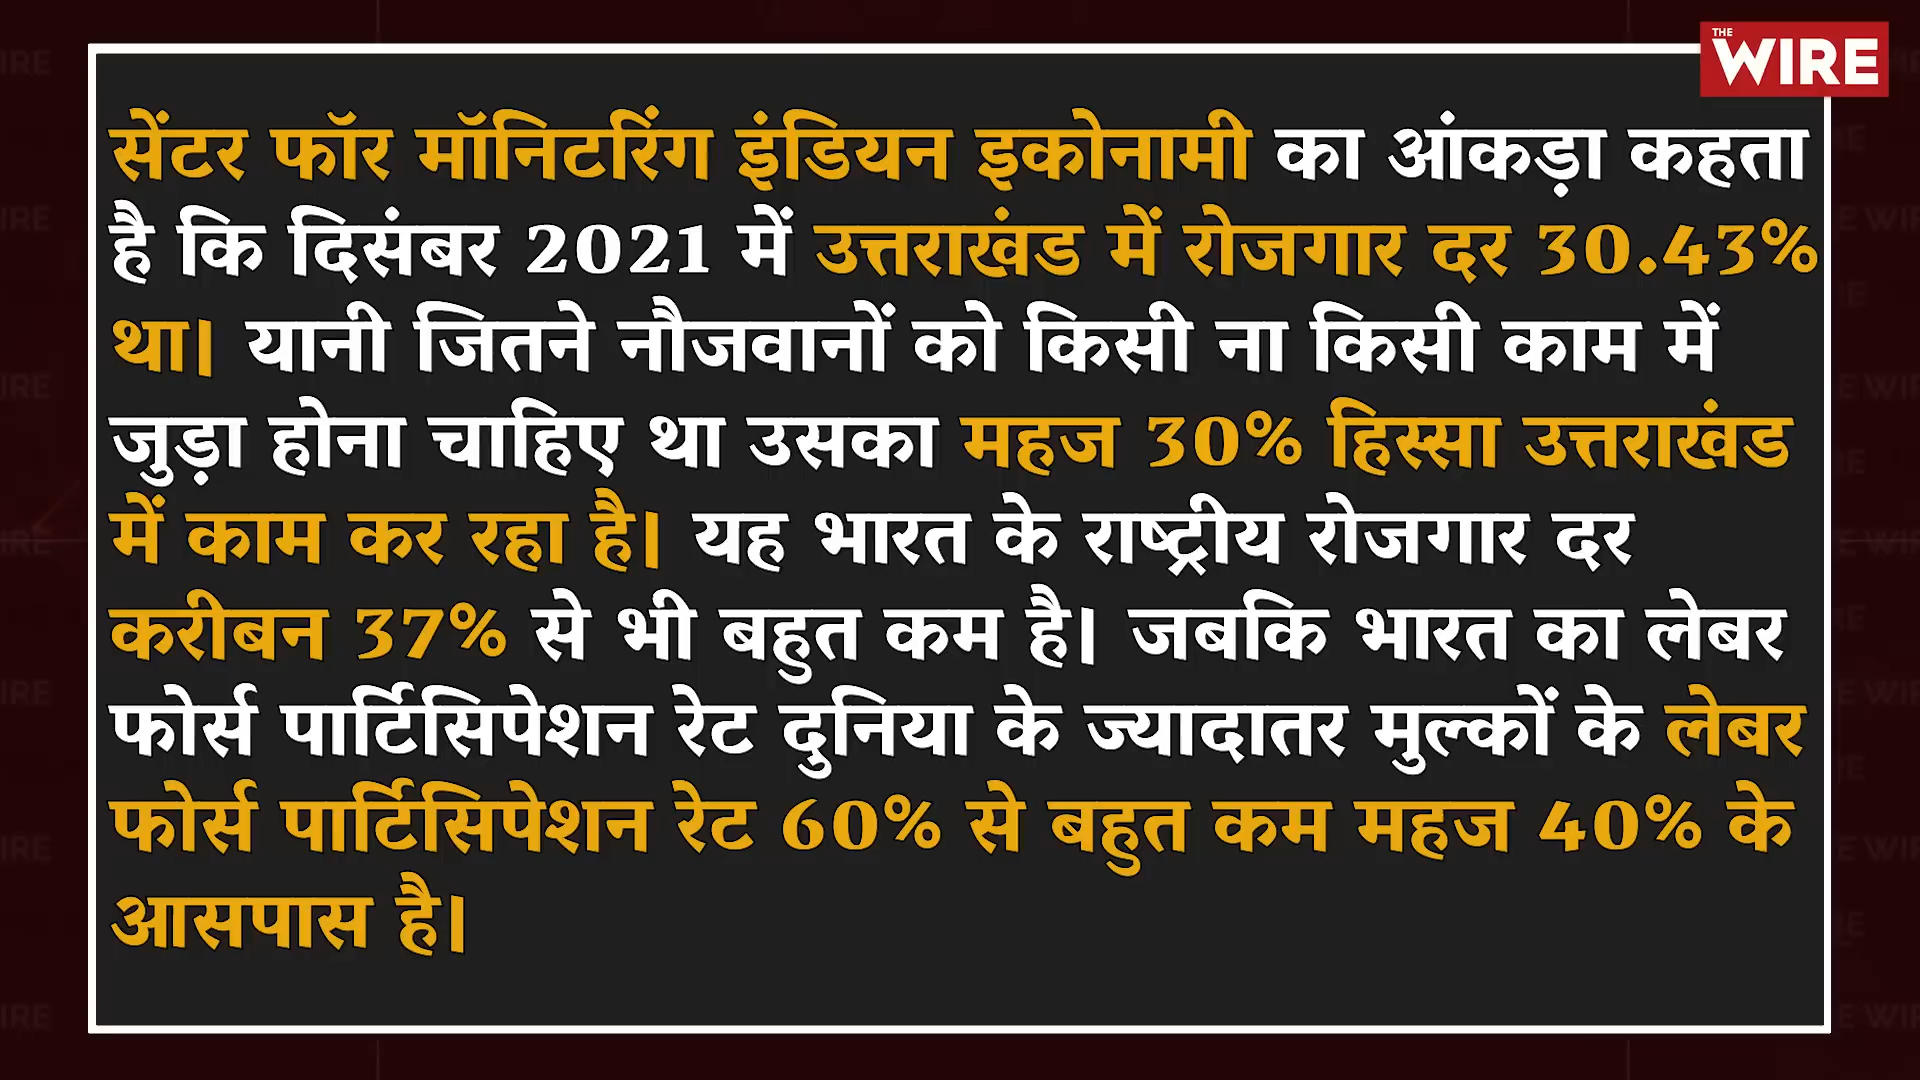 THE WIRE
सेंटर फॉर मॉनिटरिंग इंडियन इकोनामी का आंकड़ा कहता
है कि दिसंबर 2021 में उत्तराखंड में रोजगार दर 30.43%
था। यानी जितने नौजवानों को किसी ना किसी काम में
जुड़ा होना चाहिए था उसका महज 30% हिस्सा उत्तराखंड
में काम कर रहा है। यह भारत के राष्ट्रीय रोजगार दर
करीबन 37% से भी बहुत कम है। जबकि भारत का लेबर
फोर्स पार्टिसिपेशन रेट दुनिया के ज्यादातर मुल्कों के लेबर
फोर्स पार्टिसिपेशन रेट 60% से बहुत कम महज 40% के
आसपास है।